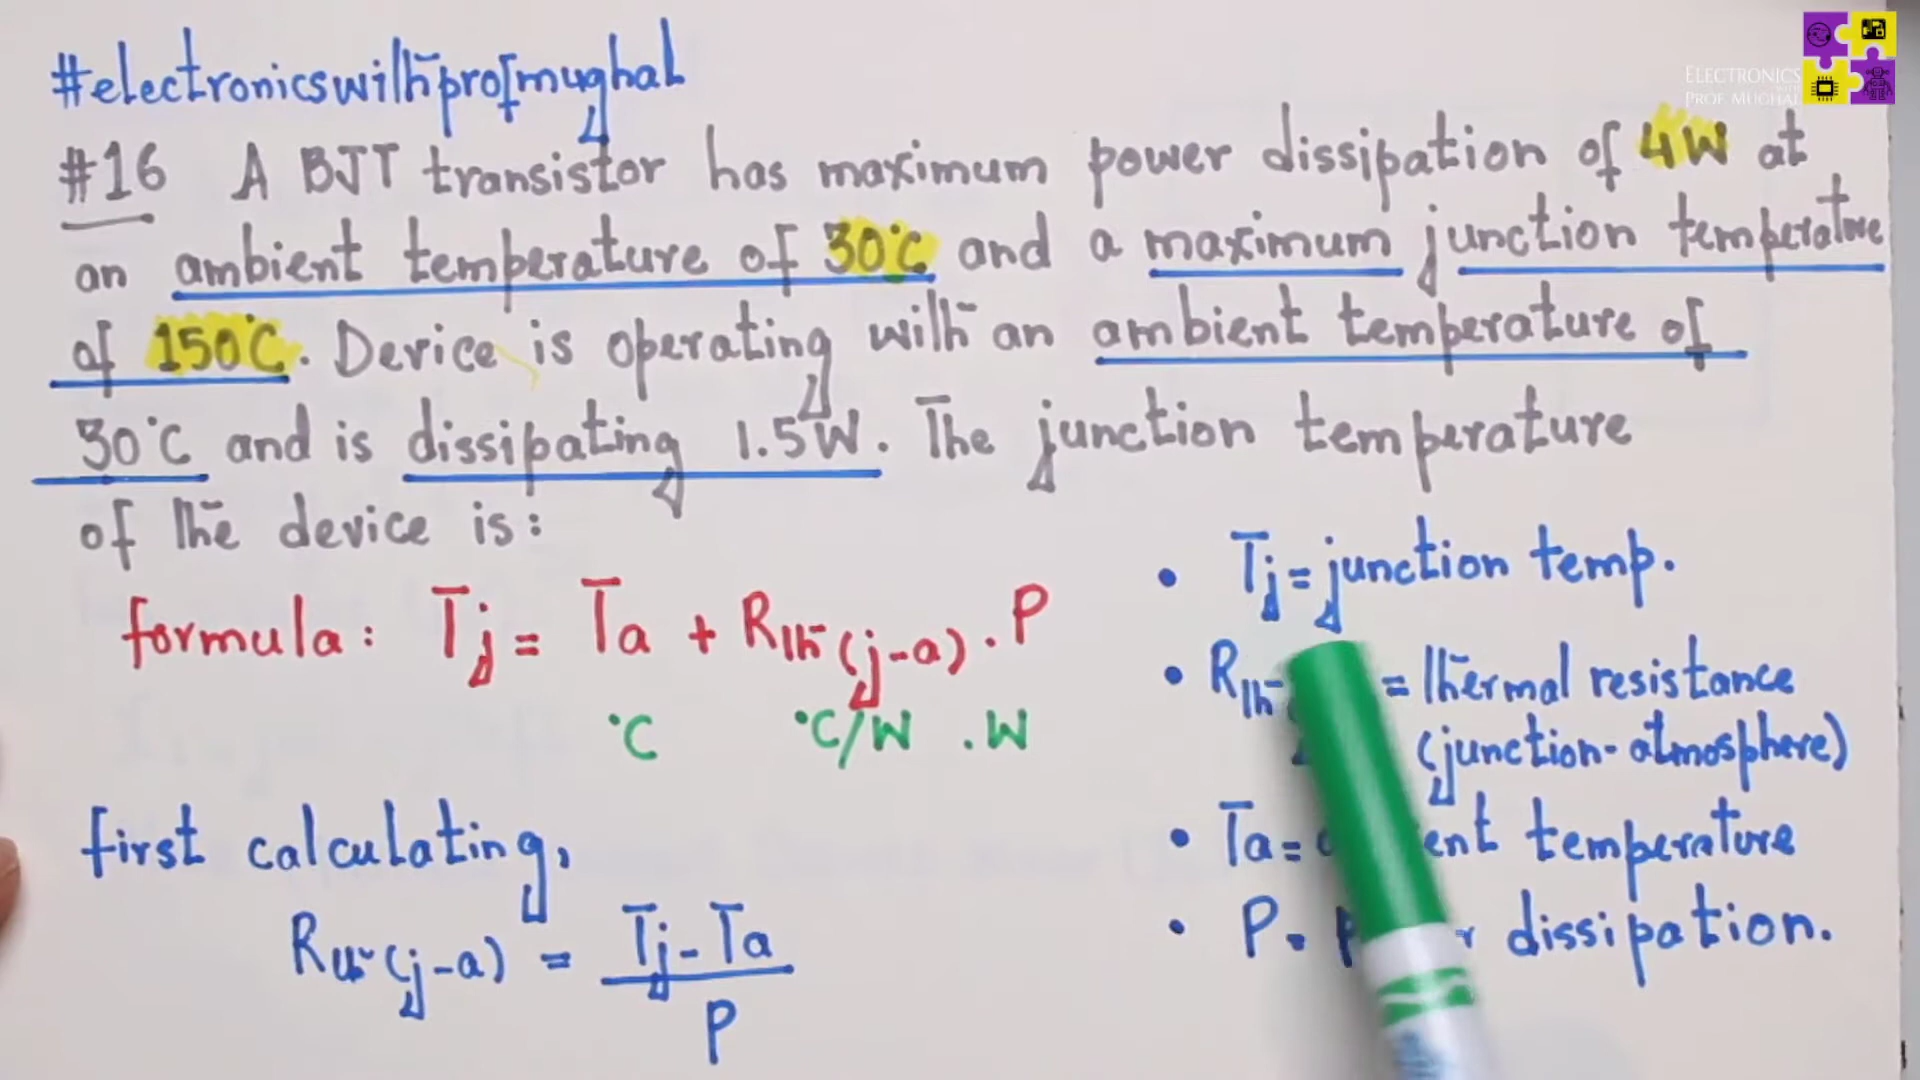 #electronicswithprofmughal
ELECTRONICS
WITH
PROF. MUGHAL
#16 A BJT transistor has maximum power dissipation of 4W at
an ambient temperature of 30°C and a maximum junction temperature
of 150°C. Device is operating with an ambient temperature of
30°C and is dissipating 1.5W. The junction temperature
of the device is:
formula: Tj = Ta + Rth(j-a) . P
°C °C/W . W
first calculating,
Rth(j-a) = Tj - Ta
P
• Tj = junction temp.
• Rth = thermal resistance
(junction-atmosphere)
• Ta = temperature
• P = dissipation.